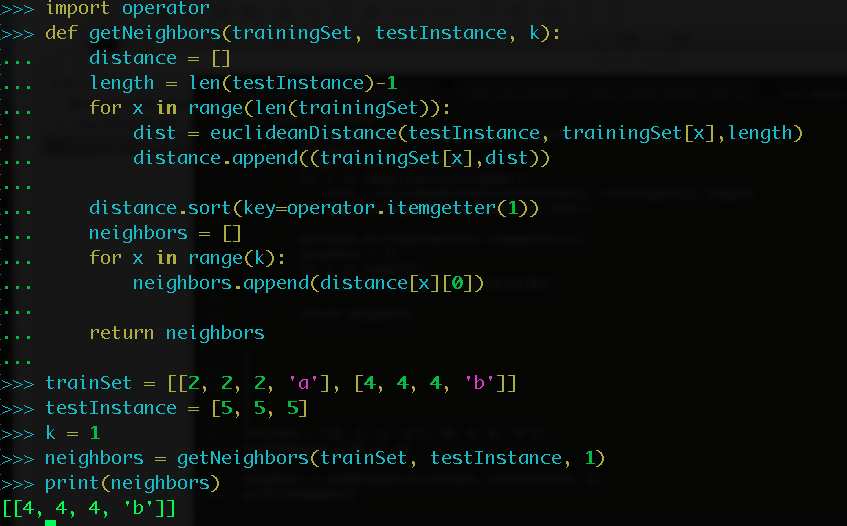 >>> import operator
>>> def getNeighbors(trainingSet, testInstance, k):
...     distance = []
...     length = len(testInstance)-1
...     for x in range(len(trainingSet)):
...         dist = euclideanDistance(testInstance, trainingSet[x],length)
...         distance.append((trainingSet[x],dist))
...
...     distance.sort(key=operator.itemgetter(1))
...     neighbors = []
...     for x in range(k):
...         neighbors.append(distance[x][0])
...
...     return neighbors
...
>>> trainSet = [[2, 2, 2, 'a'], [4, 4, 4, 'b']]
>>> testInstance = [5, 5, 5]
>>> k = 1
>>> neighbors = getNeighbors(trainSet, testInstance, 1)
>>> print(neighbors)
[[4, 4, 4, 'b']]